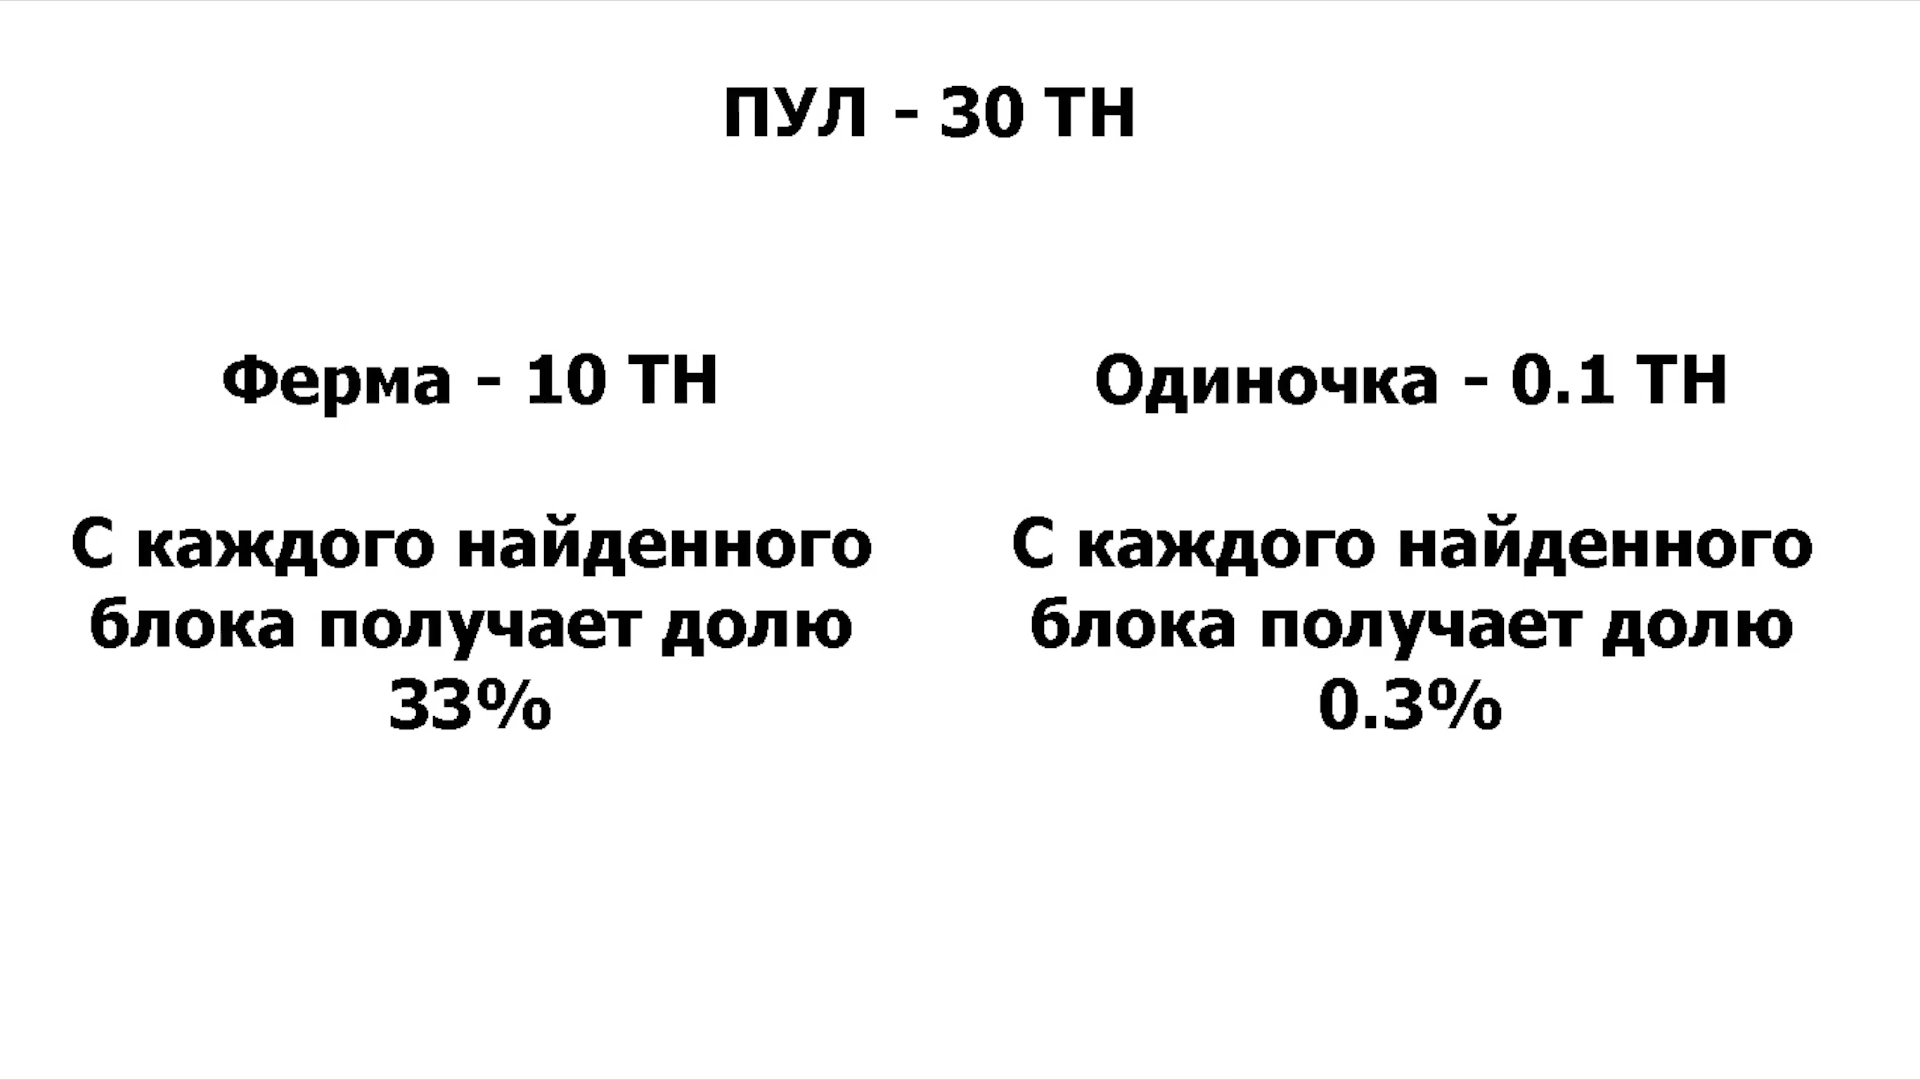 ПУЛ - 30 TH
Ферма - 10 TH
С каждого найденного
блока получает долю
33%
Одиночка - 0.1 TH
С каждого найденного
блока получает долю
0.3%